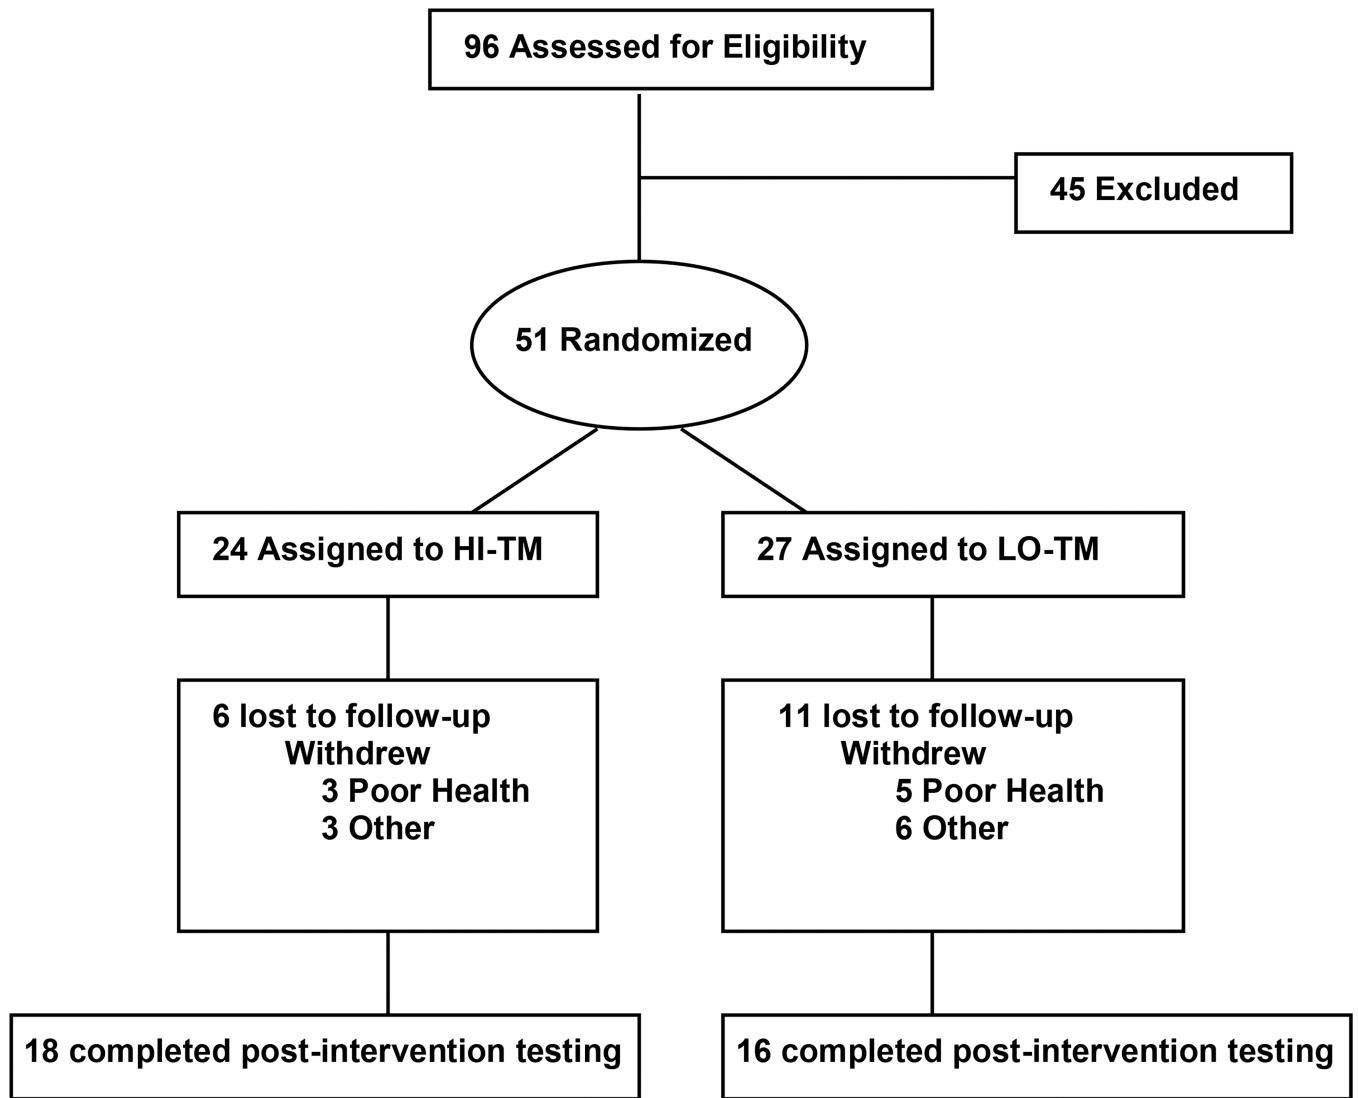 96 Assessed for Eligibility
45 Excluded
51 Randomized
24 Assigned to HI-TM
27 Assigned to LO-TM
6 lost to follow-up
Withdrew
3 Poor Health
3 Other
11 lost to follow-up
Withdrew
5 Poor Health
6 Other
18 completed post-intervention testing
16 completed post-intervention testing